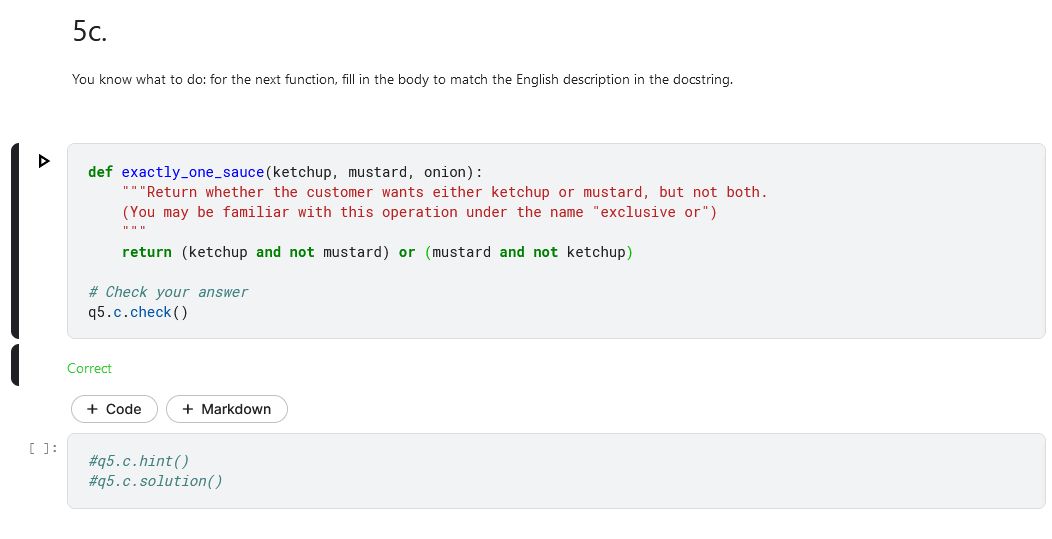 5c.
You know what to do: for the next function, fill in the body to match the English description in the docstring.
def exactly_one_sauce(ketchup, mustard, onion):
    """Return whether the customer wants either ketchup or mustard, but not both.
    (You may be familiar with this operation under the name "exclusive or")
    """
    return (ketchup and not mustard) or (mustard and not ketchup)
# Check your answer
q5.c.check()
Correct
+ Code + Markdown
[ ]:
#q5.c.hint()
#q5.c.solution()